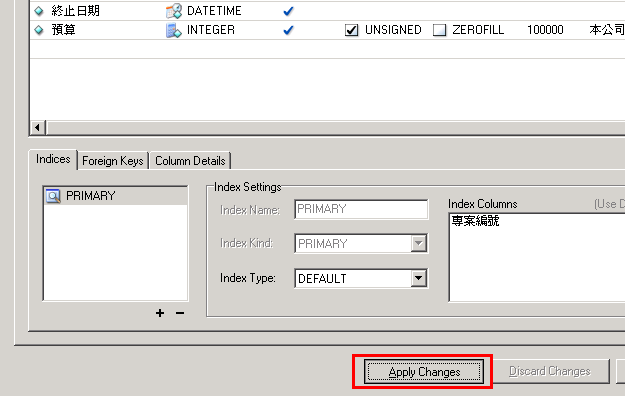 終止日期 DATETIME
預算 INTEGER UNSIGNED ZEROFILL 100000 本公司
Indices Foreign Keys Column Details
PRIMARY
Index Settings
Index Name: PRIMARY
Index Kind: PRIMARY
Index Type: DEFAULT
Index Columns (Use D
專案編號
+ -
Apply Changes Discard Changes